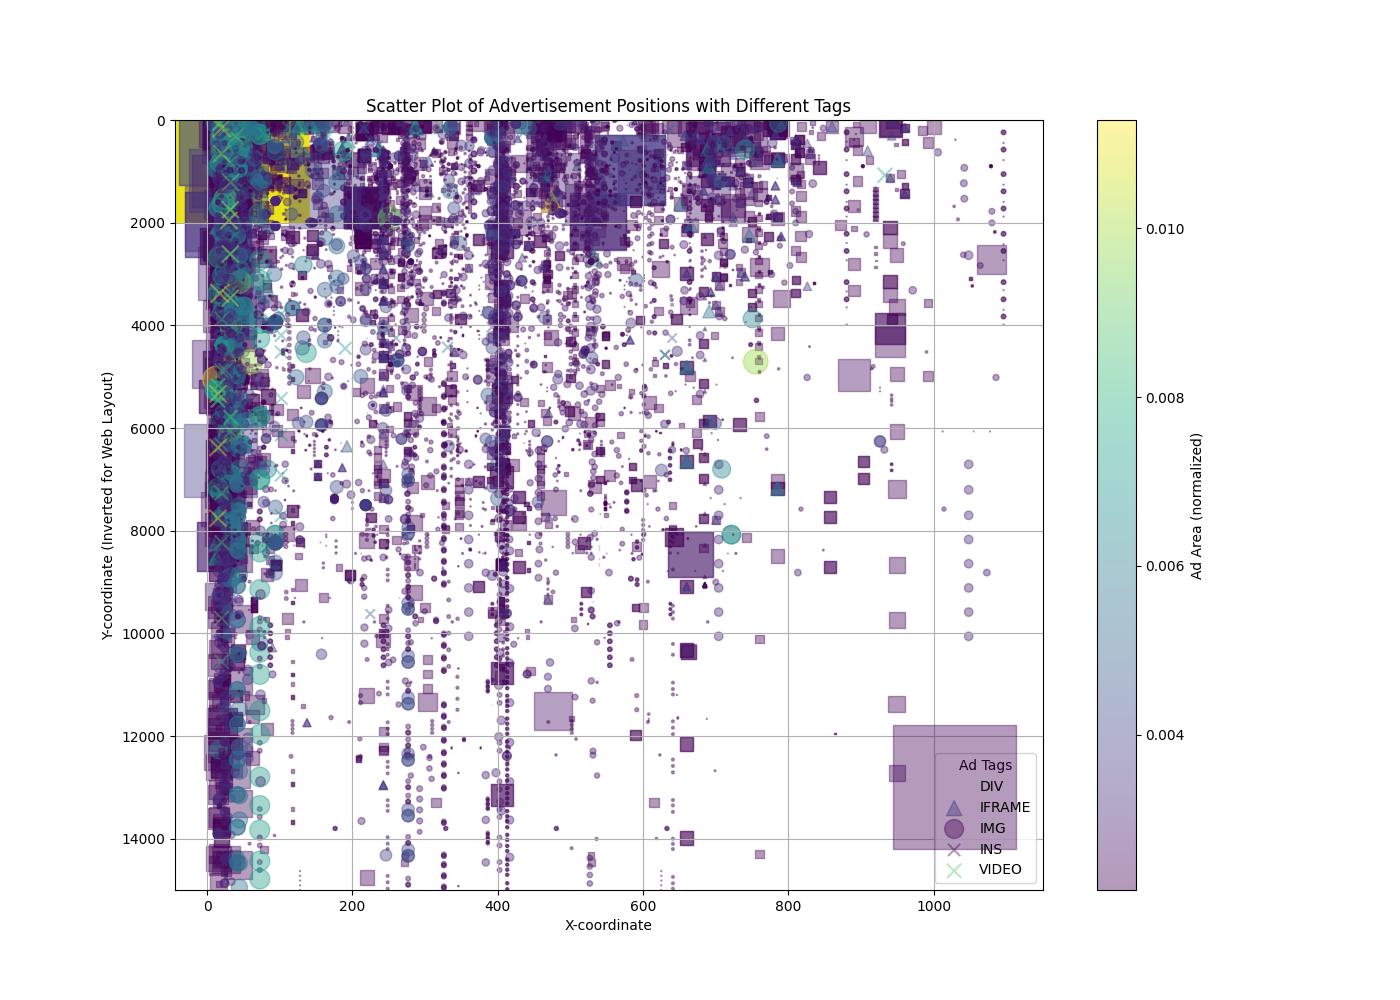 Scatter Plot of Advertisement Positions with Different Tags
Y-coordinate (Inverted for Web Layout)
0
2000
4000
6000
8000
10000
12000
14000
0
200
400
600
800
1000
X-coordinate
Ad Tags
DIV
IFRAME
IMG
INS
VIDEO
0.010
0.008
0.006
0.004
Ad Area (normalized)